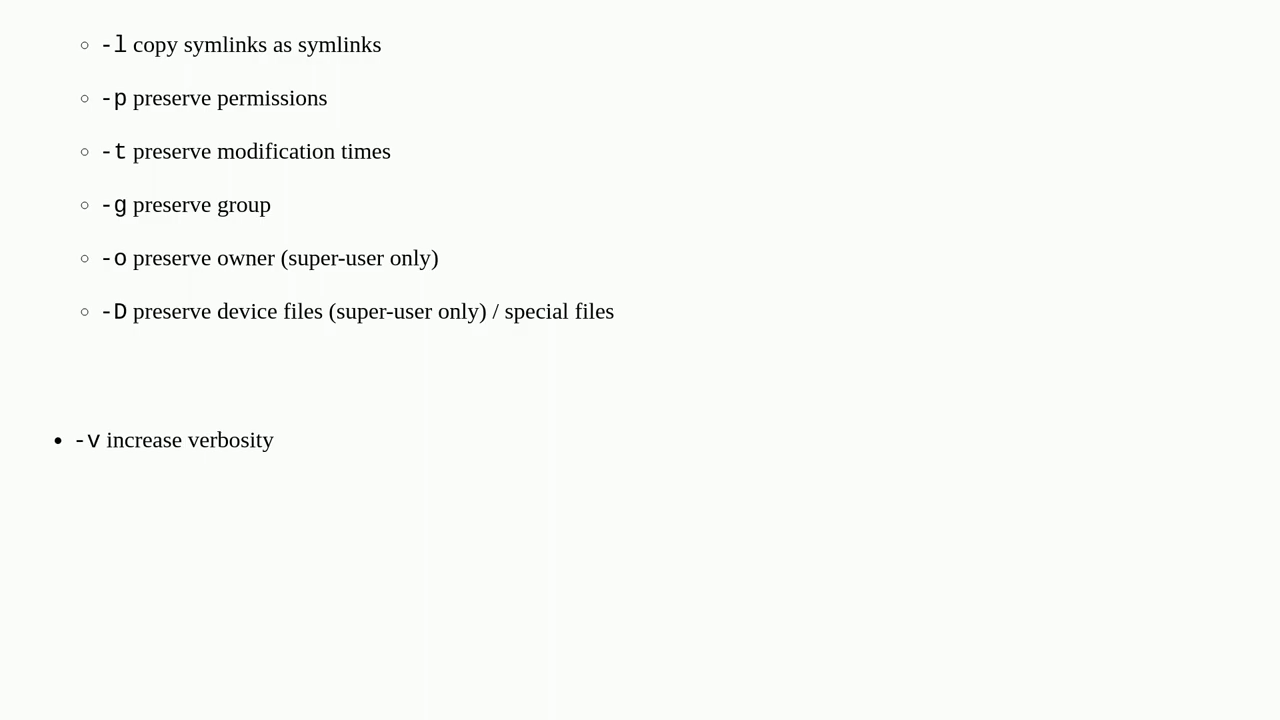 -l copy symlinks as symlinks
-p preserve permissions
-t preserve modification times
-g preserve group
-o preserve owner (super-user only)
-D preserve device files (super-user only) / special files
-v increase verbosity